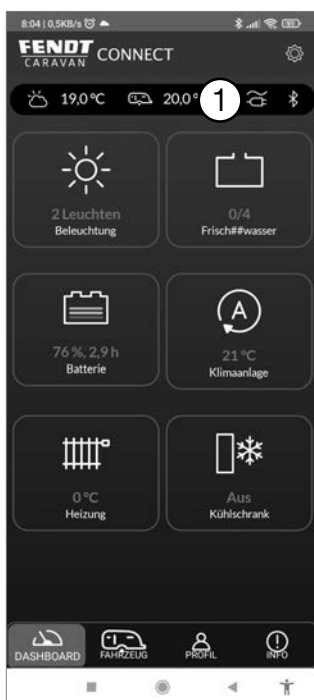 8:04 | 0,5KB/s
FENDT CONNECT
CARAVAN
19,0 °C 20,0° 1
2 Leuchten
Beleuchtung
0/4
Frisch##wasser
76 %, 2,9 h
Batterie
A
21 °C
Klimaanlage
0 °C
Heizung
Aus
Kühlschrank
DASHBOARD FAHRZEUG PROFIL INFO